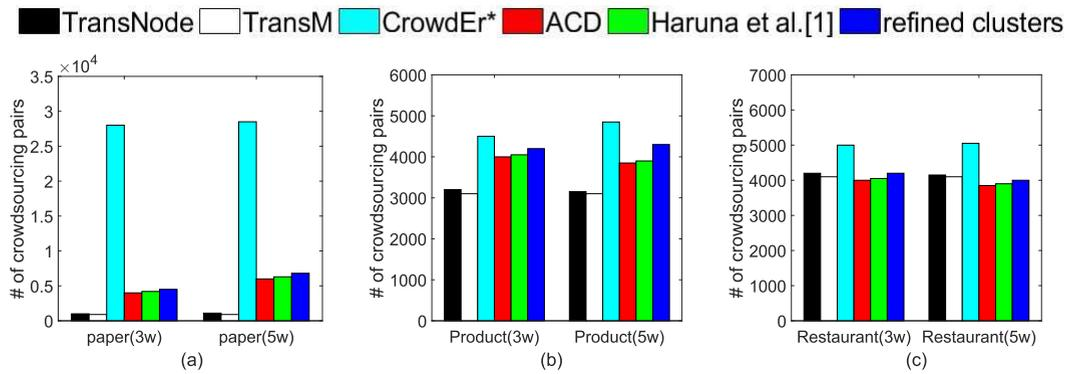 TransNode TransM CrowdEr* ACD Haruna et al.[1] refined clusters
# of crowdsourcing pairs
×10^4
3.5
3
2.5
2
1.5
1
0.5
0
paper(3w) paper(5w)
(a)
# of crowdsourcing pairs
6000
5000
4000
3000
2000
1000
0
Product(3w) Product(5w)
(b)
# of crowdsourcing pairs
7000
6000
5000
4000
3000
2000
1000
0
Restaurant(3w) Restaurant(5w)
(c)